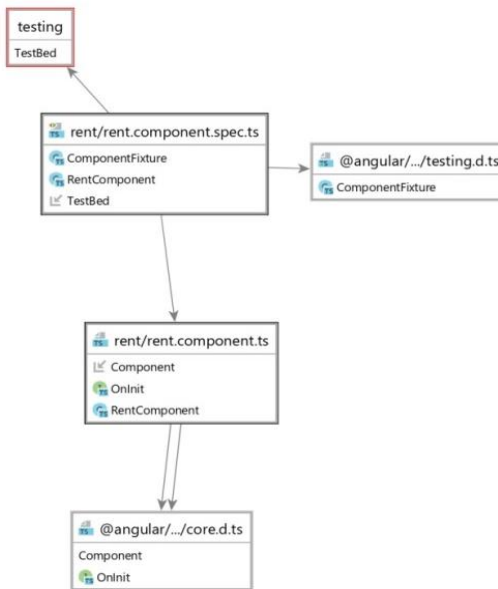 testing
TestBed
rent/rent.component.spec.ts
ComponentFixture
RentComponent
TestBed
@angular/.../testing.d.ts
ComponentFixture
rent/rent.component.ts
Component
OnInit
RentComponent
@angular/.../core.d.ts
Component
OnInit